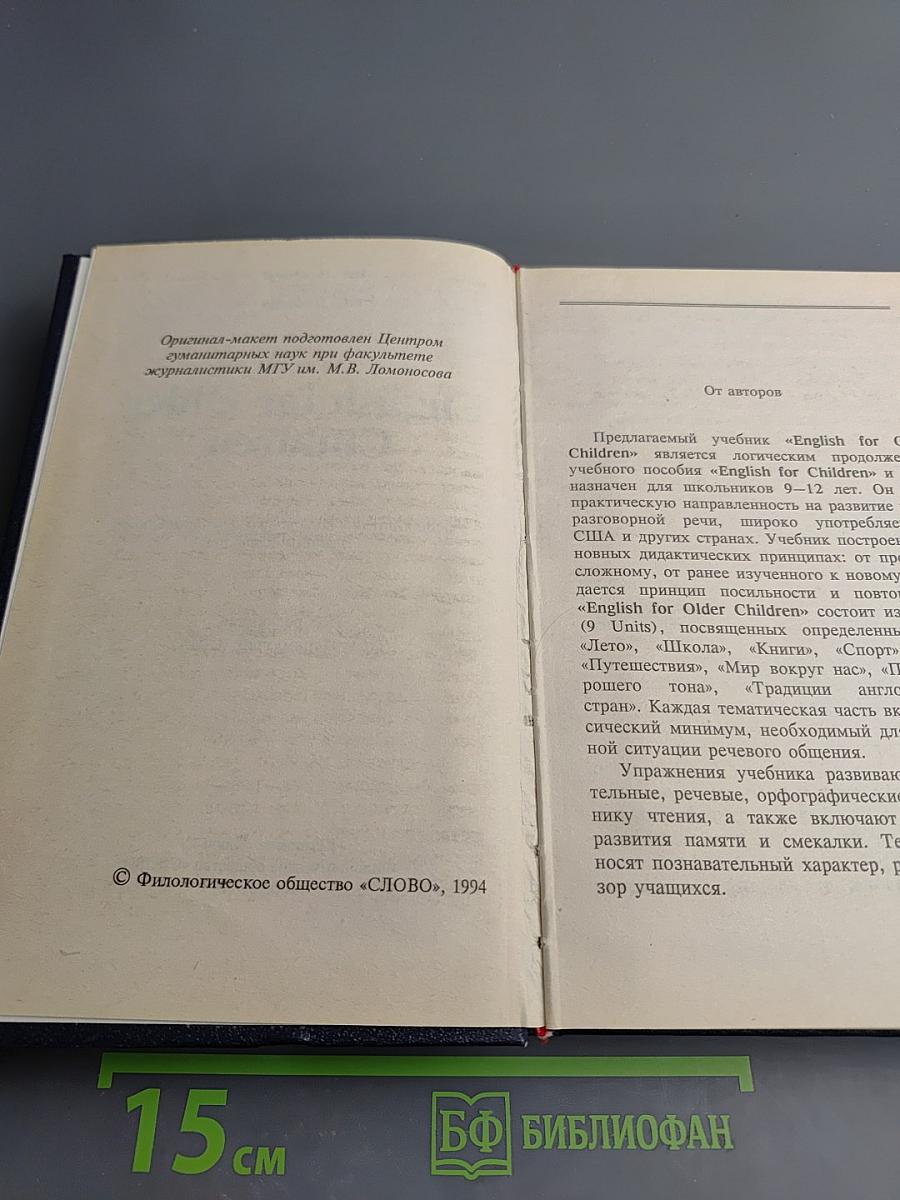 Оригинал-макет подготовлен Центром
гуманитарных наук при факультете
журналистики МГУ им. М.В. Ломоносова
© Филологическое общество «СЛОВО», 1994
От авторов
Предлагаемый учебник «English for
Children» является логическим
учебного пособия «English for Children» и
назначен для школьников 9—12 лет. Он
практическую направленность на развитие
разговорной речи, широко
США и других странах. Учебник
новных дидактических принципах: от
сложному, от ранее изученного к новому
дается принцип посильности и
«English for Older Children» состоит из
(9 Units), посвященных
«Лето», «Школа», «Книги», «Спорт»
«Путешествия», «Мир вокруг нас»,
рошего тона», «Традиции
стран». Каждая тематическая часть
сический минимум, необходимый
ной ситуации речевого общения.
Упражнения учебника
тельные, речевые,
нику чтения, а также включают
развития памяти и смекалки.
носят познавательный характер,
зор учащихся.
15 см
БФ БИБЛИОФАН